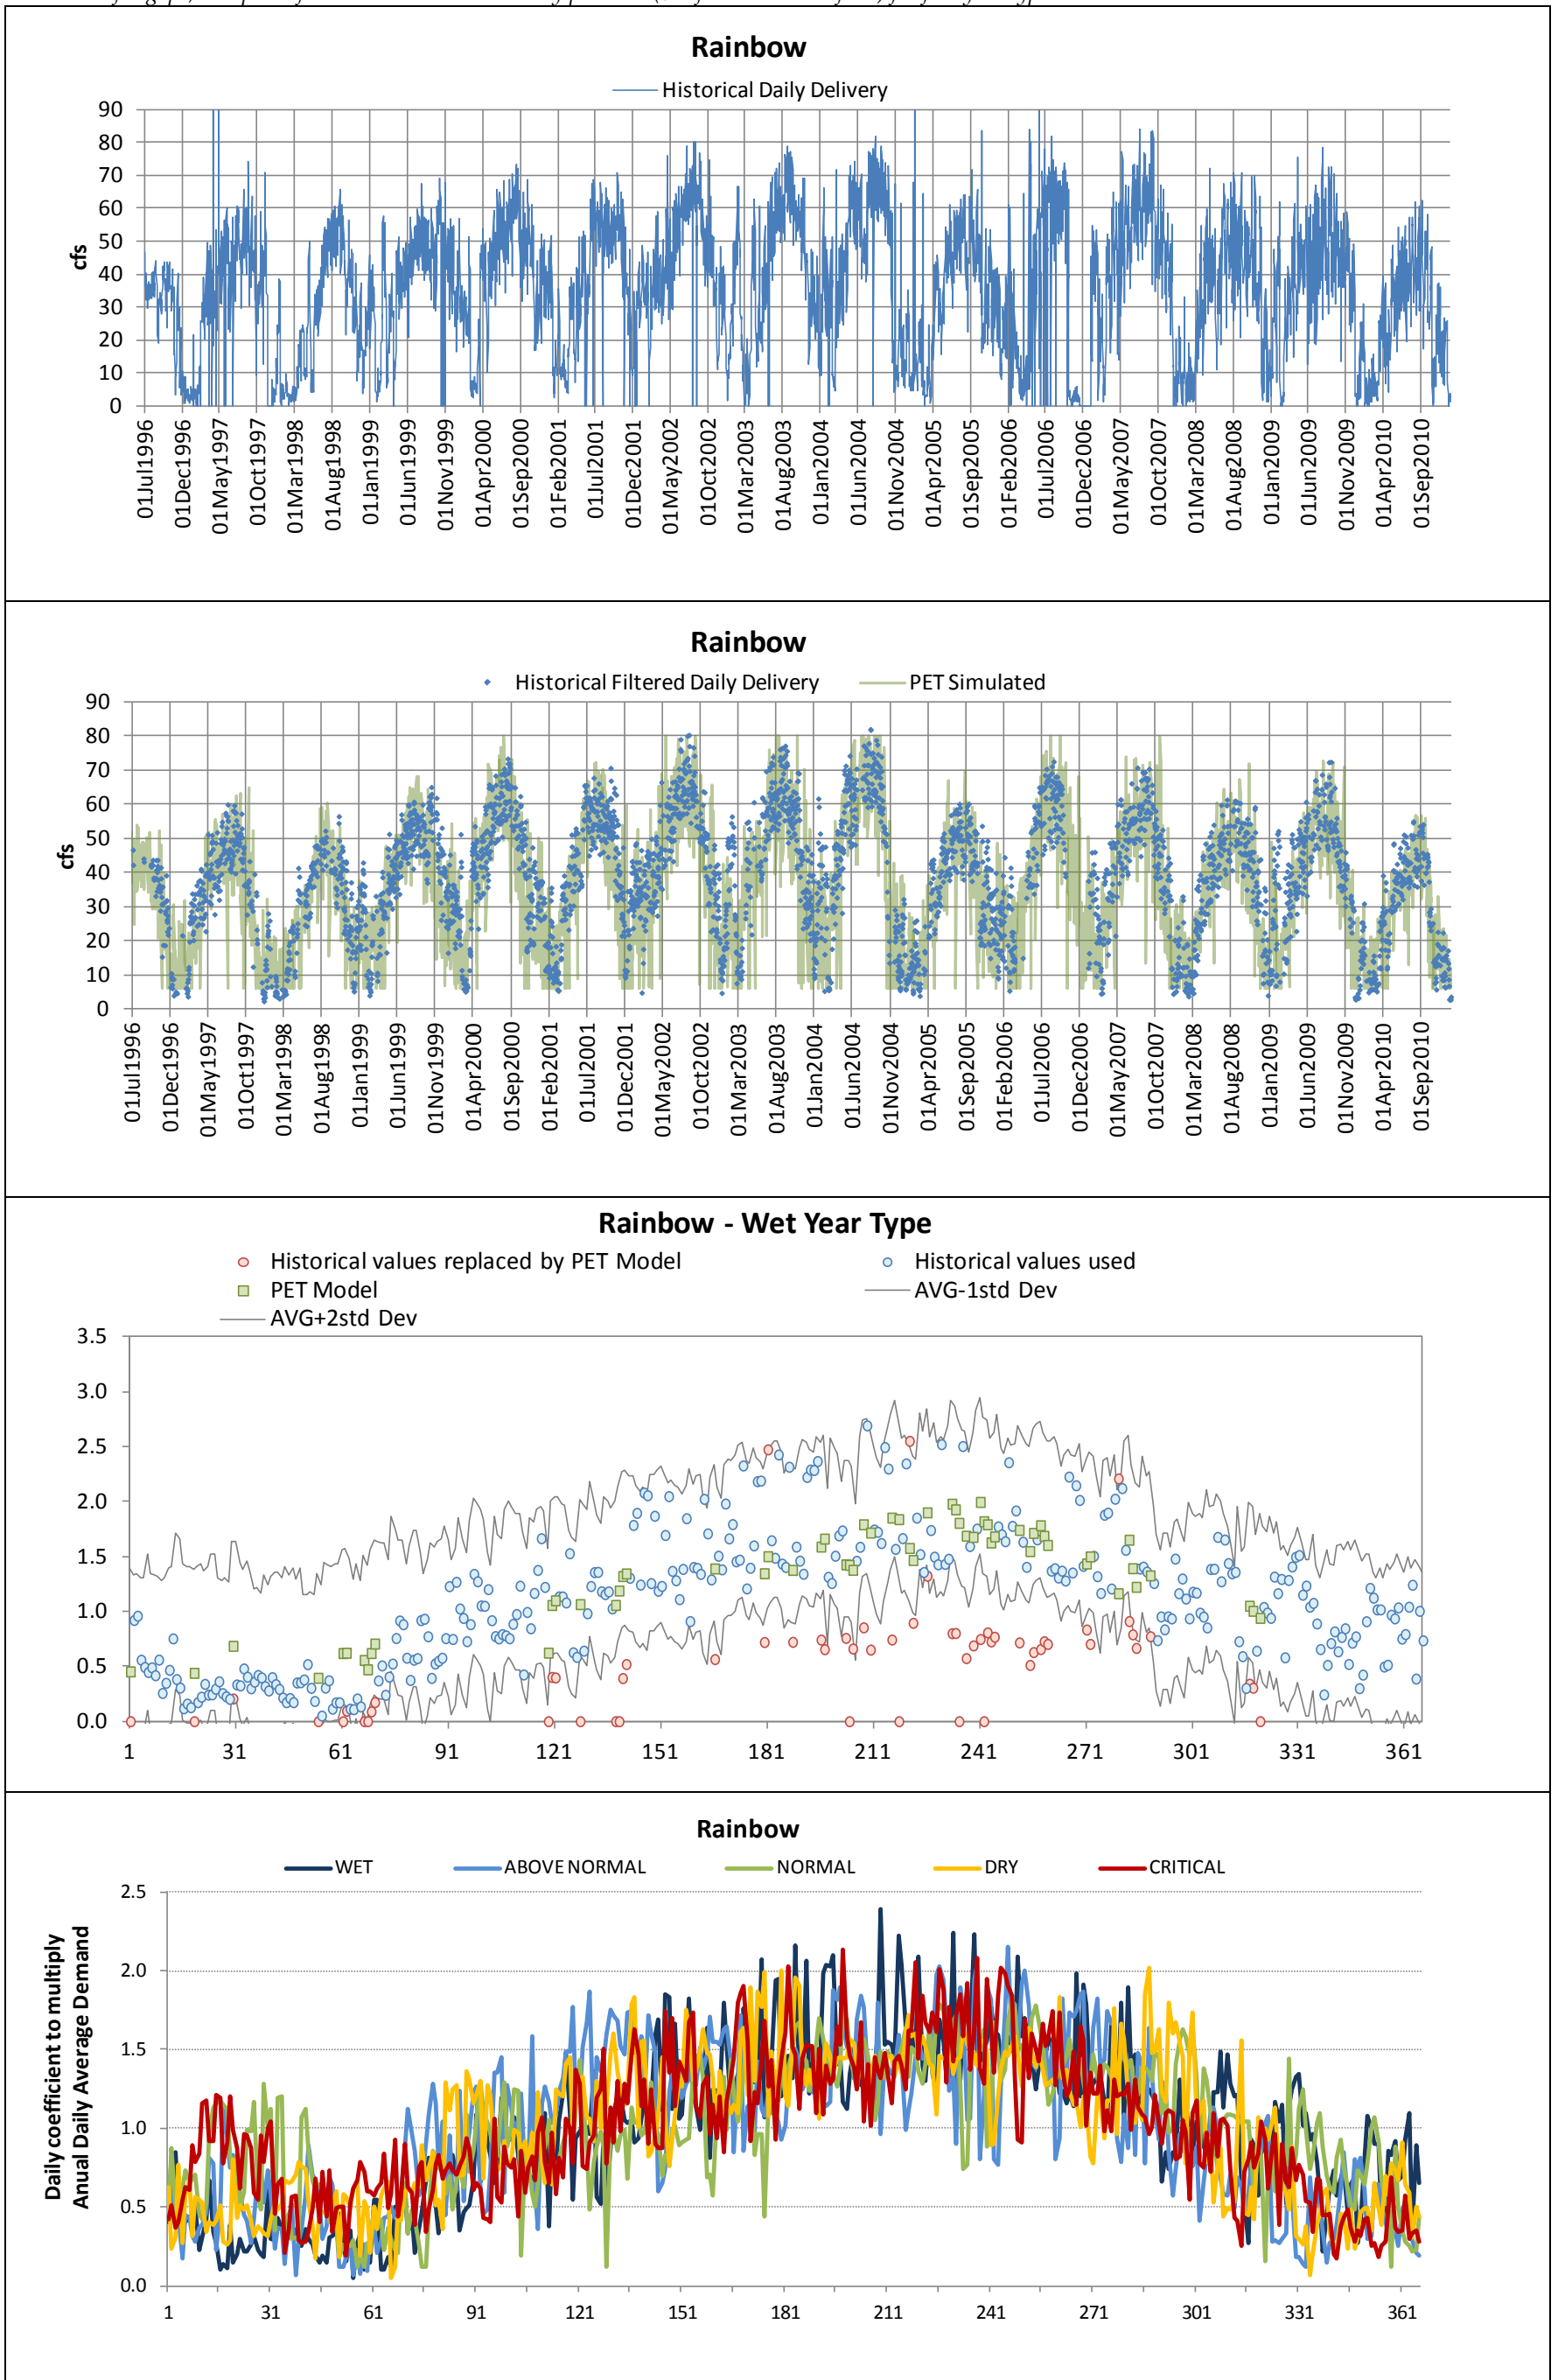 Rainbow
Historical Daily Delivery
90
80
70
60
50
40
30
20
10
0
cfs
01Jul1996
01Dec1996
01May1997
01Oct1997
01Mar1998
01Aug1998
01Jan1999
01Jun1999
01Nov1999
01Apr2000
01Sep2000
01Feb2001
01Jul2001
01Dec2001
01May2002
01Oct2002
01Mar2003
01Aug2003
01Jan2004
01Jun2004
01Nov2004
01Apr2005
01Sep2005
01Feb2006
01Jul2006
01Dec2006
01May2007
01Oct2007
01Mar2008
01Aug2008
01Jan2009
01Jun2009
01Nov2009
01Apr2010
01Sep2010
Rainbow
Historical Filtered Daily Delivery PET Simulated
90
80
70
60
50
40
30
20
10
0
cfs
01Jul1996
01Dec1996
01May1997
01Oct1997
01Mar1998
01Aug1998
01Jan1999
01Jun1999
01Nov1999
01Apr2000
01Sep2000
01Feb2001
01Jul2001
01Dec2001
01May2002
01Oct2002
01Mar2003
01Aug2003
01Jan2004
01Jun2004
01Nov2004
01Apr2005
01Sep2005
01Feb2006
01Jul2006
01Dec2006
01May2007
01Oct2007
01Mar2008
01Aug2008
01Jan2009
01Jun2009
01Nov2009
01Apr2010
01Sep2010
Rainbow - Wet Year Type
Historical values replaced by PET Model Historical values used
PET Model AVG-1std Dev
AVG+2std Dev
3.5
3.0
2.5
2.0
1.5
1.0
0.5
0.0
1 31 61 91 121 151 181 211 241 271 301 331 361
Rainbow
WET ABOVE NORMAL NORMAL DRY CRITICAL
Daily coefficient to multiply
Anual Daily Average Demand
2.5
2.0
1.5
1.0
0.5
0.0
1 31 61 91 121 151 181 211 241 271 301 331 361